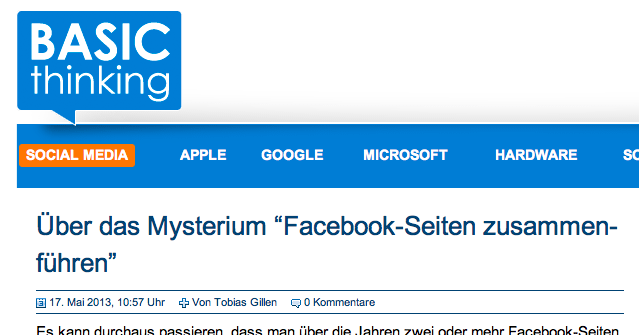 BASIC
thinking
SOCIAL MEDIA APPLE GOOGLE MICROSOFT HARDWARE
Über das Mysterium “Facebook-Seiten zusammen-
führen”
17. Mai 2013, 10:57 Uhr Von Tobias Gillen 0 Kommentare
Es kann durchaus passieren, dass man über die Jahren zwei oder mehr Facebook-Seiten